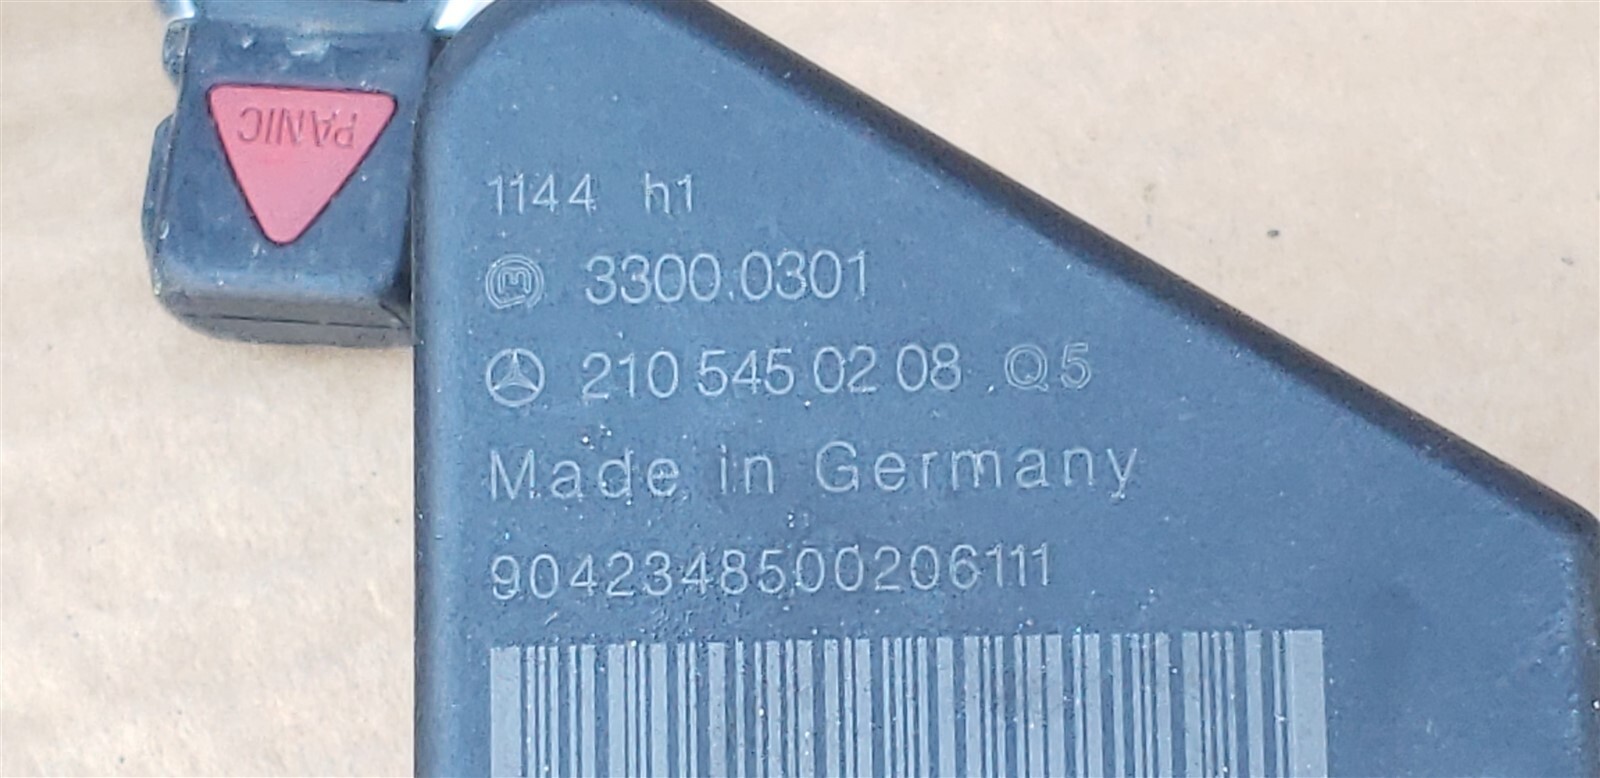 PANIC
1144 h1
3300.0301
210 545 02 08 Q5
Made in Germany
9042348500206111